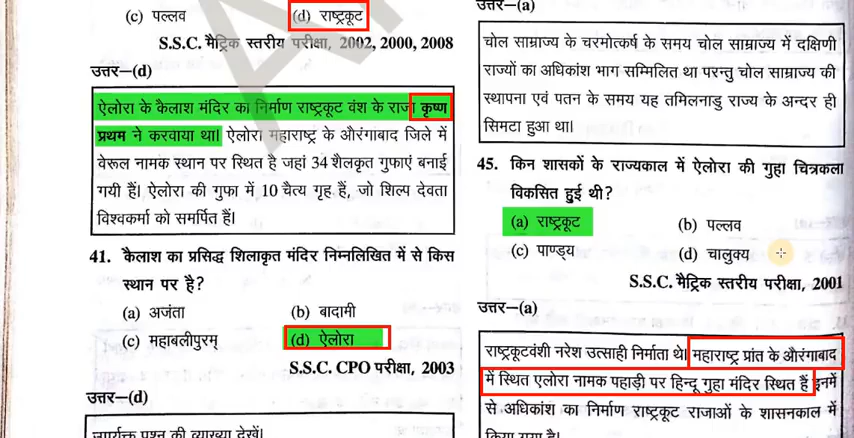 (c) पल्लव (d) राष्ट्रकूट
S.S.C. मैट्रिक स्तरीय परीक्षा, 2002, 2000, 2008
उत्तर—(d)
ऐलोरा के कैलाश मंदिर का निर्माण राष्ट्रकूट वंश के राजा कृष्ण
प्रथम ने करवाया था। ऐलोरा महाराष्ट्र के औरंगाबाद जिले में
वेरूल नामक स्थान पर स्थित है जहां 34 शैलकृत गुफाएं बनाई
गयी हैं। ऐलोरा की गुफा में 10 चैत्य गृह हैं, जो शिल्प देवता
विश्वकर्मा को समर्पित हैं।
41. कैलाश का प्रसिद्ध शिलाकृत मंदिर निम्नलिखित में से किस
स्थान पर है?
(a) अजंता (b) बादामी
(c) महाबलीपुरम् (d) ऐलोरा
S.S.C. CPO परीक्षा, 2003
उत्तर—(d)
उपर्युक्त प्रश्न की व्याख्या देखें।
उत्तर—(a)
चोल साम्राज्य के चरमोत्कर्ष के समय चोल साम्राज्य में दक्षिणी
राज्यों का अधिकांश भाग सम्मिलित था परन्तु चोल साम्राज्य की
स्थापना एवं पतन के समय यह तमिलनाडु राज्य के अन्दर ही
सिमटा हुआ था।
45. किन शासकों के राज्यकाल में ऐलोरा की गुहा चित्रकला
विकसित हुई थी?
(a) राष्ट्रकूट (b) पल्लव
(c) पाण्ड्य (d) चालुक्य
S.S.C. मैट्रिक स्तरीय परीक्षा, 2001
उत्तर—(a)
राष्ट्रकूटवंशी नरेश उत्साही निर्माता थे। महाराष्ट्र प्रांत के औरंगाबाद
में स्थित एलोरा नामक पहाड़ी पर हिन्दू गुहा मंदिर स्थित हैं इनमें
से अधिकांश का निर्माण राष्ट्रकूट राजाओं के शासनकाल में
किया गया है।